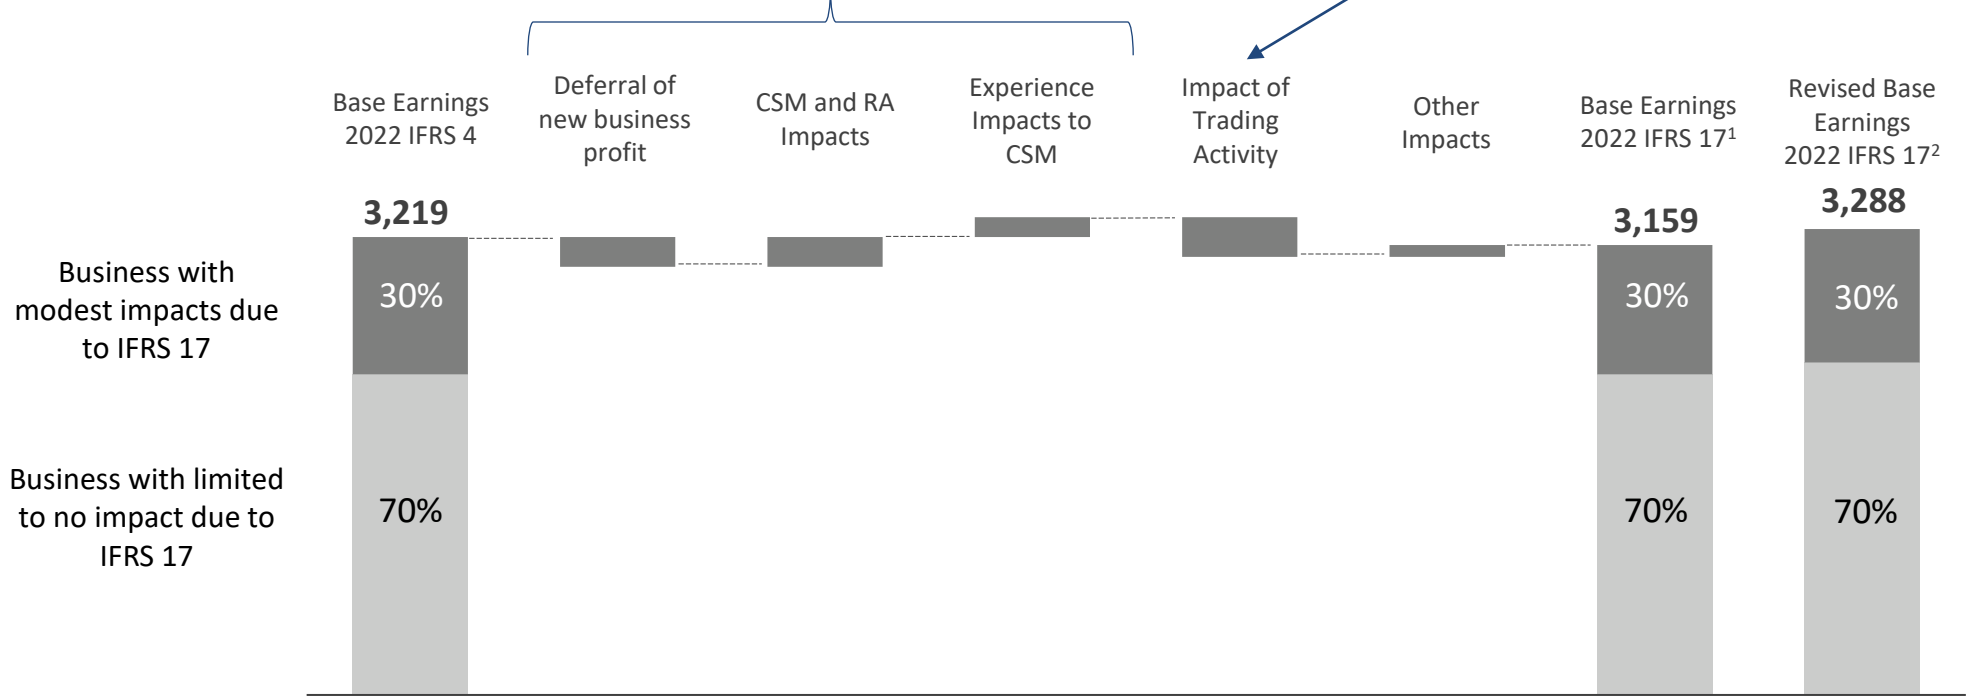 Base Earnings
2022 IFRS 4
Deferral of
new business
profit
CSM and RA
Impacts
Experience
Impacts to
CSM
Impact of
Trading
Activity
Other
Impacts
Base Earnings
2022 IFRS 17¹
Revised Base
Earnings
2022 IFRS 17²
3,219
3,159
3,288
Business with
modest impacts due
to IFRS 17
30%
30%
30%
Business with limited
to no impact due to
IFRS 17
70%
70%
70%